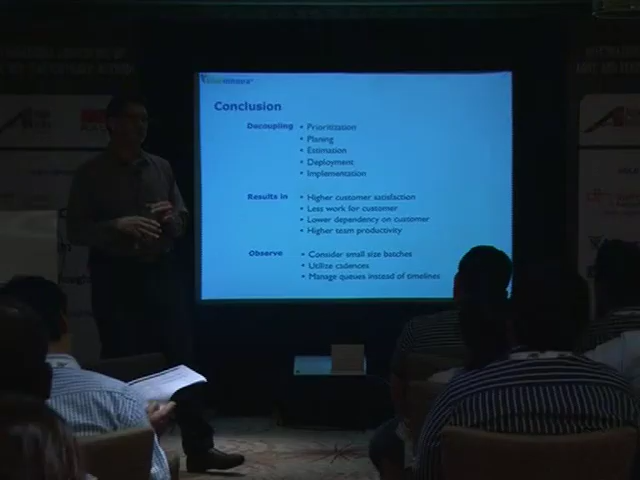 Conclusion
Decoupling • Prioritization
• Planing
• Estimation
• Deployment
• Implementation
Results in • Higher customer satisfaction
• Less work for customer
• Lower dependency on customer
• Higher team productivity
Observe • Consider small size batches
• Utilize cadences
• Manage queues instead of timelines